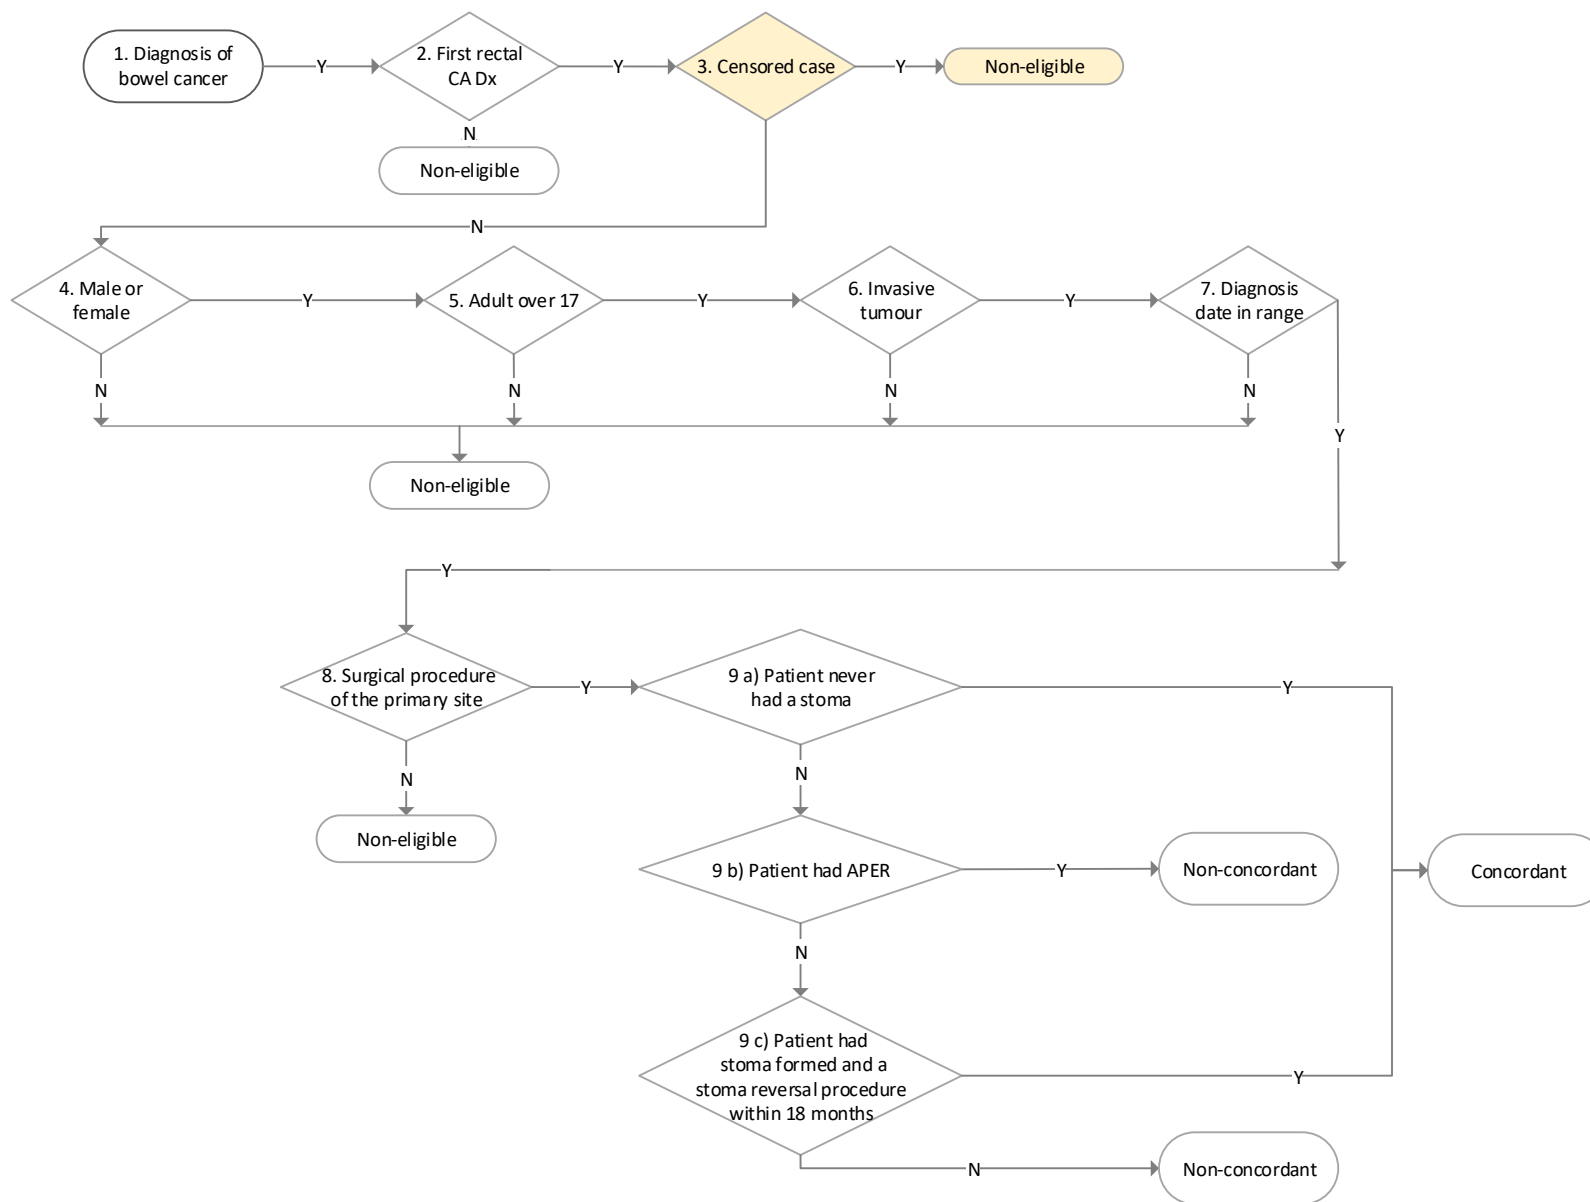 1. Diagnosis of
bowel cancer
Y
2. First rectal
CA Dx
Y
3. Censored case
Y
Non-eligible
N
Non-eligible
N
4. Male or
female
Y
5. Adult over 17
Y
6. Invasive
tumour
Y
7. Diagnosis
date in range
N
N
N
N
Y
Non-eligible
Y
8. Surgical procedure
of the primary site
Y
9 a) Patient never
had a stoma
Y
N
N
Non-eligible
9 b) Patient had APER
Y
Non-concordant
Concordant
N
9 c) Patient had
stoma formed and a
stoma reversal procedure
within 18 months
Y
N
Non-concordant